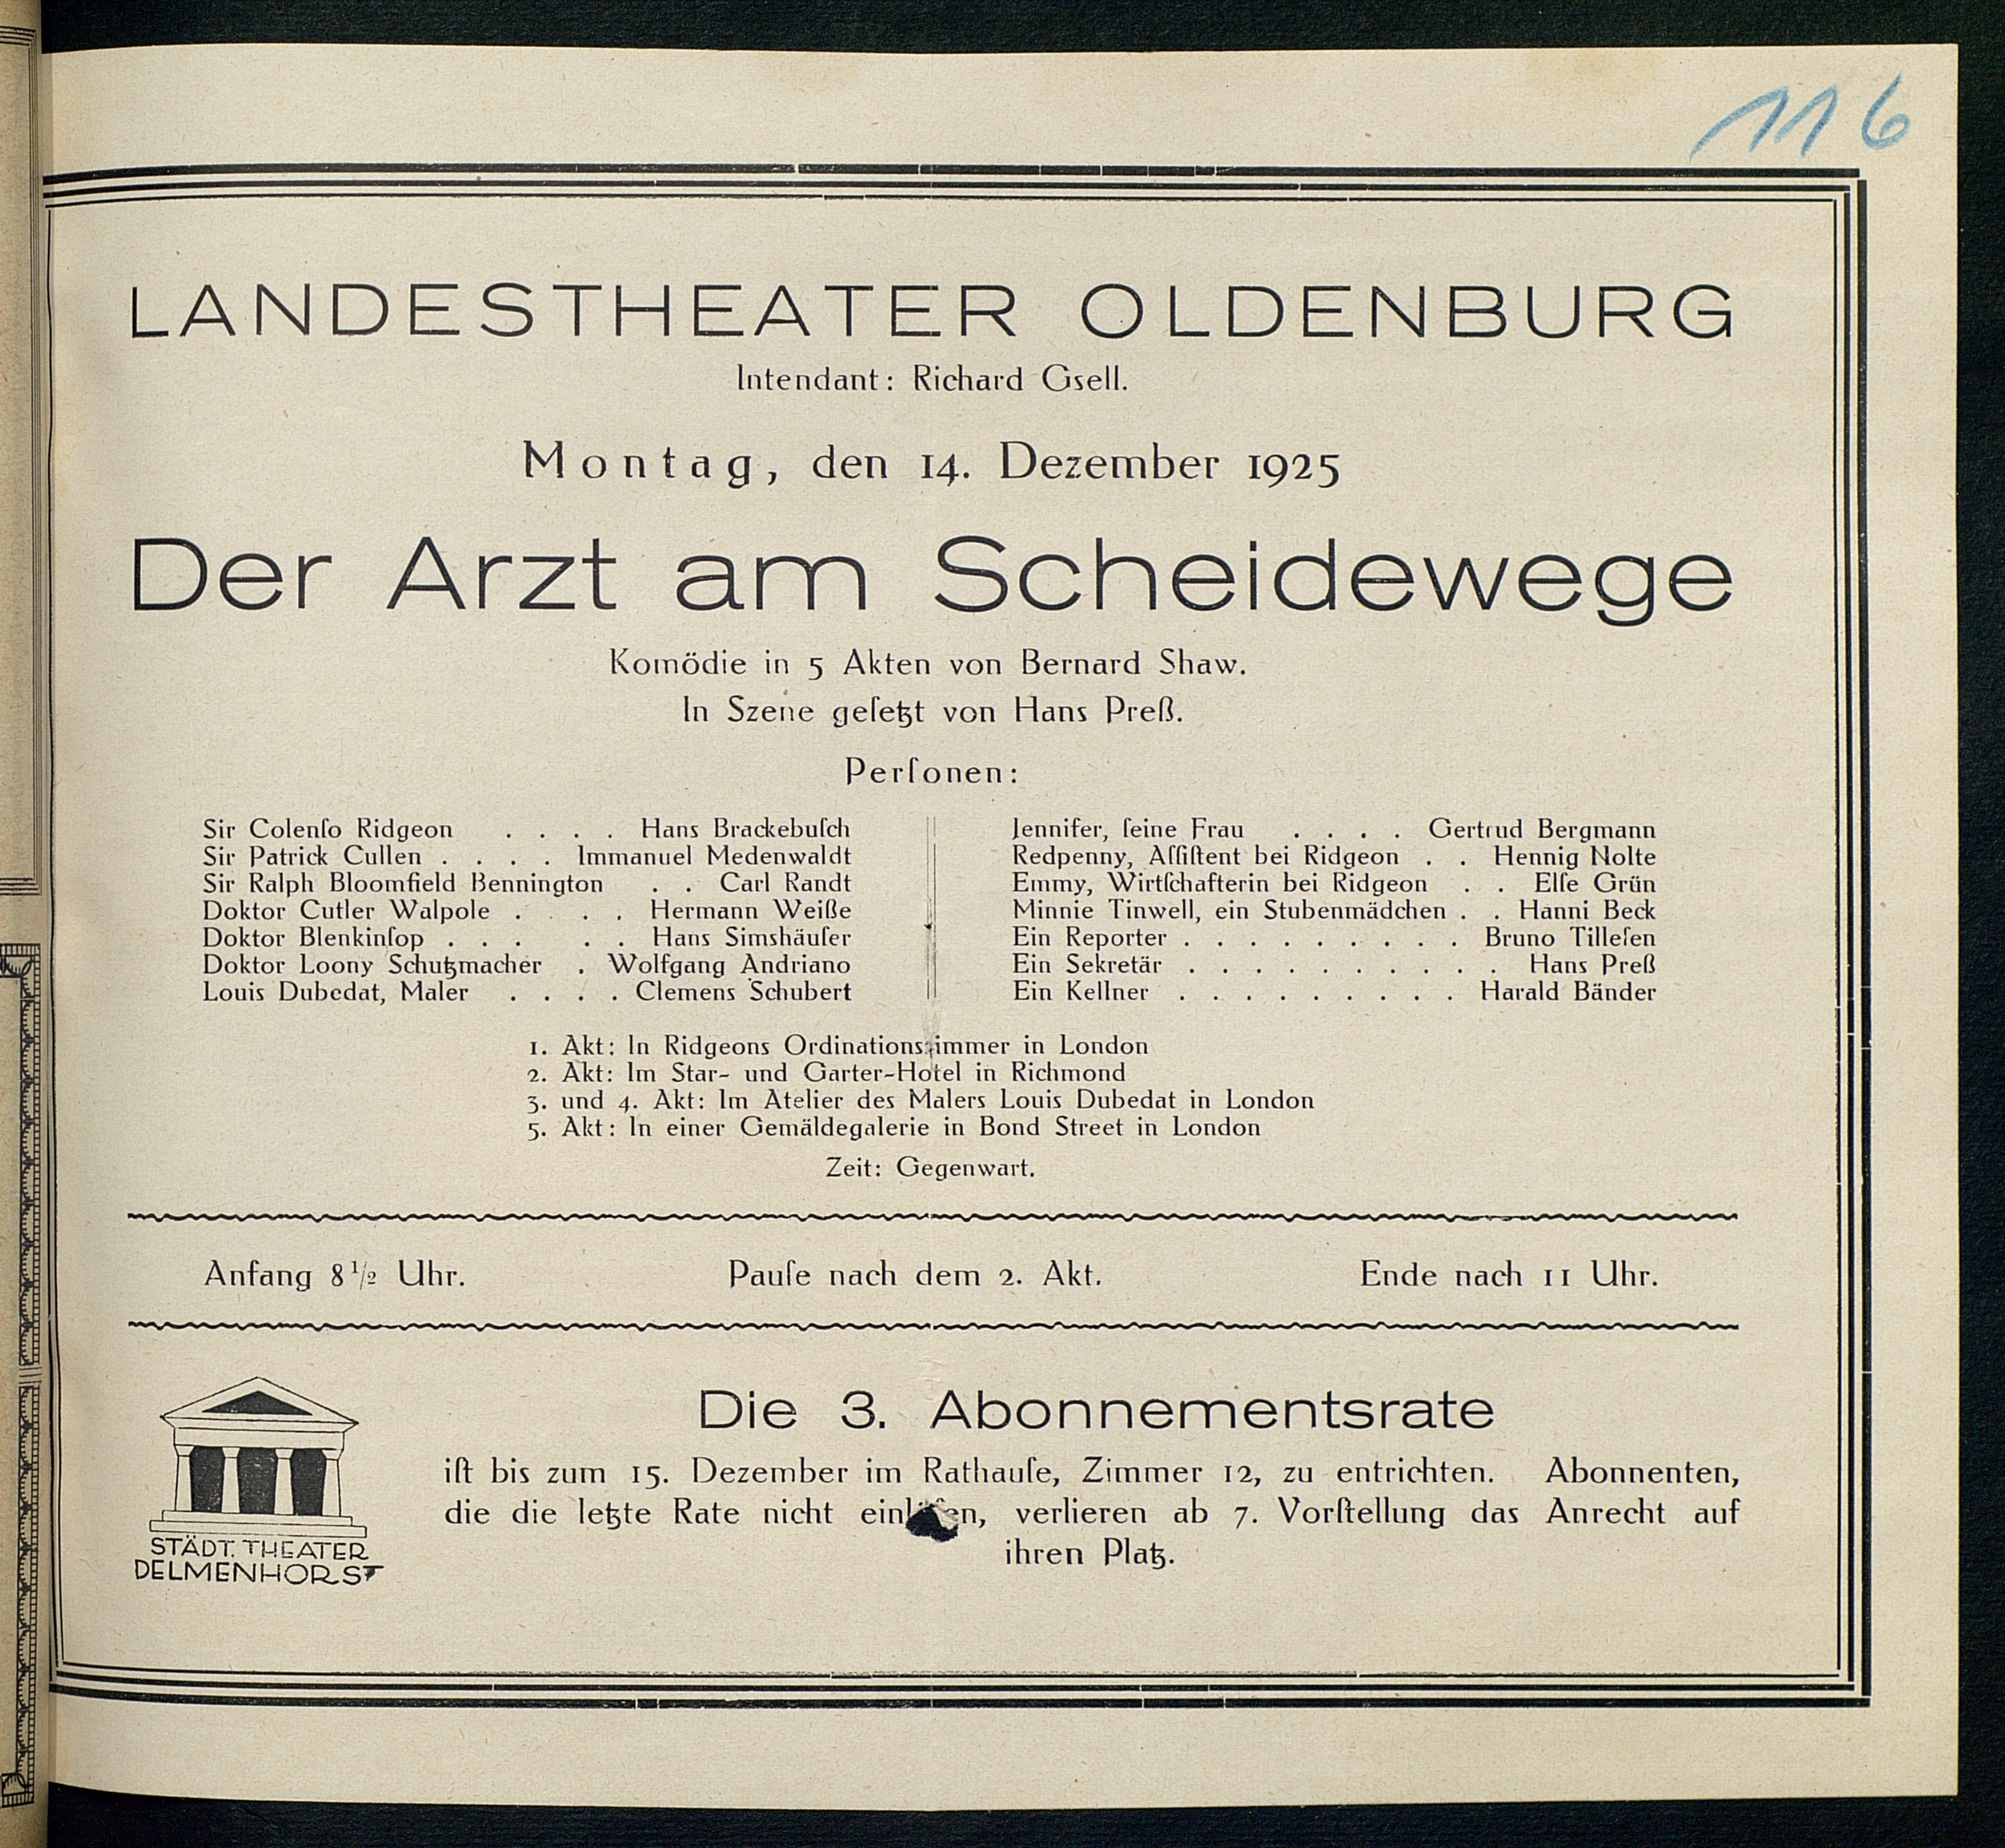 116
LANDESTHEATER OLDENBURG
Intendant: Richard Gsell.
Montag, den 14. Dezember 1925
Der Arzt am Scheidewege
Komödie in 5 Akten von Bernard Shaw.
In Szene geſetzt von Hans Preß.
Perſonen:
Sir Colenſo Ridgeon . . . . Hans Brackebuſch
Sir Patrick Cullen . . . . Immanuel Medenwaldt
Sir Ralph Bloomfield Bennington . . Carl Randt
Doktor Cutler Walpole . . . . Hermann Weiße
Doktor Blenkinſop . . . . . Hans Simshäuſer
Doktor Loony Schutzmacher . Wolfgang Andriano
Louis Dubedat, Maler . . . . Clemens Schubert
Jennifer, ſeine Frau . . . . Gertrud Bergmann
Redpenny, Aſſiſtent bei Ridgeon . . Hennig Nolte
Emmy, Wirtſchafterin bei Ridgeon . . Elſe Grün
Minnie Tinwell, ein Stubenmädchen . . Hanni Beck
Ein Reporter . . . . . . . . . Bruno Tilleſen
Ein Sekretär . . . . . . . . . . Hans Preß
Ein Kellner . . . . . . . . . Harald Bänder
1. Akt: In Ridgeons Ordinationszimmer in London
2. Akt: Im Star- und Garter-Hotel in Richmond
3. und 4. Akt: Im Atelier des Malers Louis Dubedat in London
5. Akt: In einer Gemäldegalerie in Bond Street in London
Zeit: Gegenwart.
Anfang 8½ Uhr. Pauſe nach dem 2. Akt. Ende nach 11 Uhr.
STÄDT. THEATER
DELMENHORST
Die 3. Abonnementsrate
iſt bis zum 15. Dezember im Rathauſe, Zimmer 12, zu entrichten. Abonnenten,
die die letzte Rate nicht verlieren ab 7. Vorſtellung das Anrecht auf
ihren Platz.